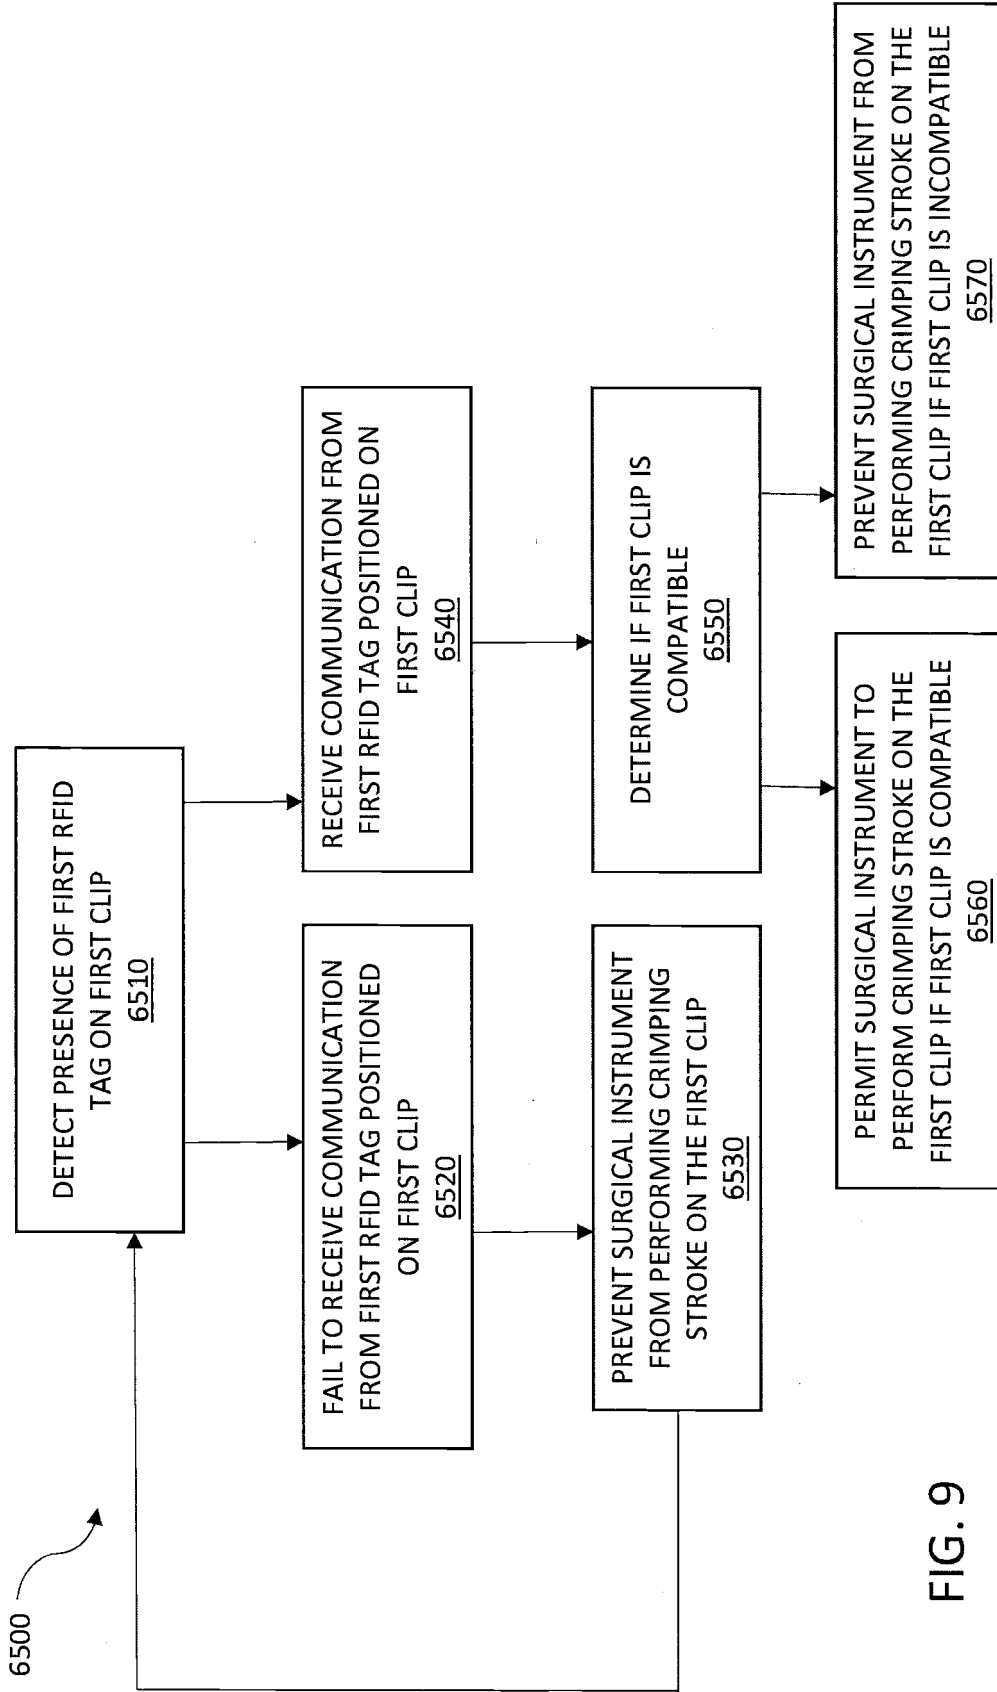 6500
DETECT PRESENCE OF FIRST RFID
TAG ON FIRST CLIP
6510
FAIL TO RECEIVE COMMUNICATION
FROM FIRST RFID TAG POSITIONED
ON FIRST CLIP
6520
RECEIVE COMMUNICATION FROM
FIRST RFID TAG POSITIONED ON
FIRST CLIP
6540
PREVENT SURGICAL INSTRUMENT
FROM PERFORMING CRIMPING
STROKE ON THE FIRST CLIP
6530
DETERMINE IF FIRST CLIP IS
COMPATIBLE
6550
PERMIT SURGICAL INSTRUMENT TO
PERFORM CRIMPING STROKE ON THE
FIRST CLIP IF FIRST CLIP IS COMPATIBLE
6560
PREVENT SURGICAL INSTRUMENT FROM
PERFORMING CRIMPING STROKE ON THE
FIRST CLIP IF FIRST CLIP IS INCOMPATIBLE
6570
FIG. 9